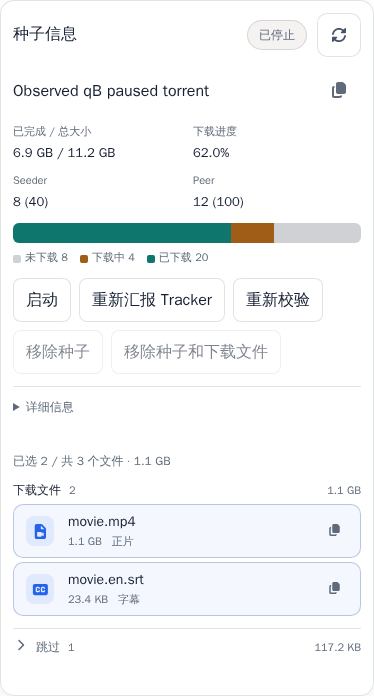 种子信息
已停止
Observed qB paused torrent
已完成 / 总大小
下载进度
6.9 GB / 11.2 GB
62.0%
Seeder
Peer
8 (40)
12 (100)
未下载 8 下载中 4 已下载 20
启动 重新汇报 Tracker 重新校验
移除种子 移除种子和下载文件
详细信息
已选 2 / 共 3 个文件 · 1.1 GB
下载文件 2 1.1 GB
movie.mp4
1.1 GB 正片
movie.en.srt
CC
23.4 KB 字幕
跳过 1 117.2 KB